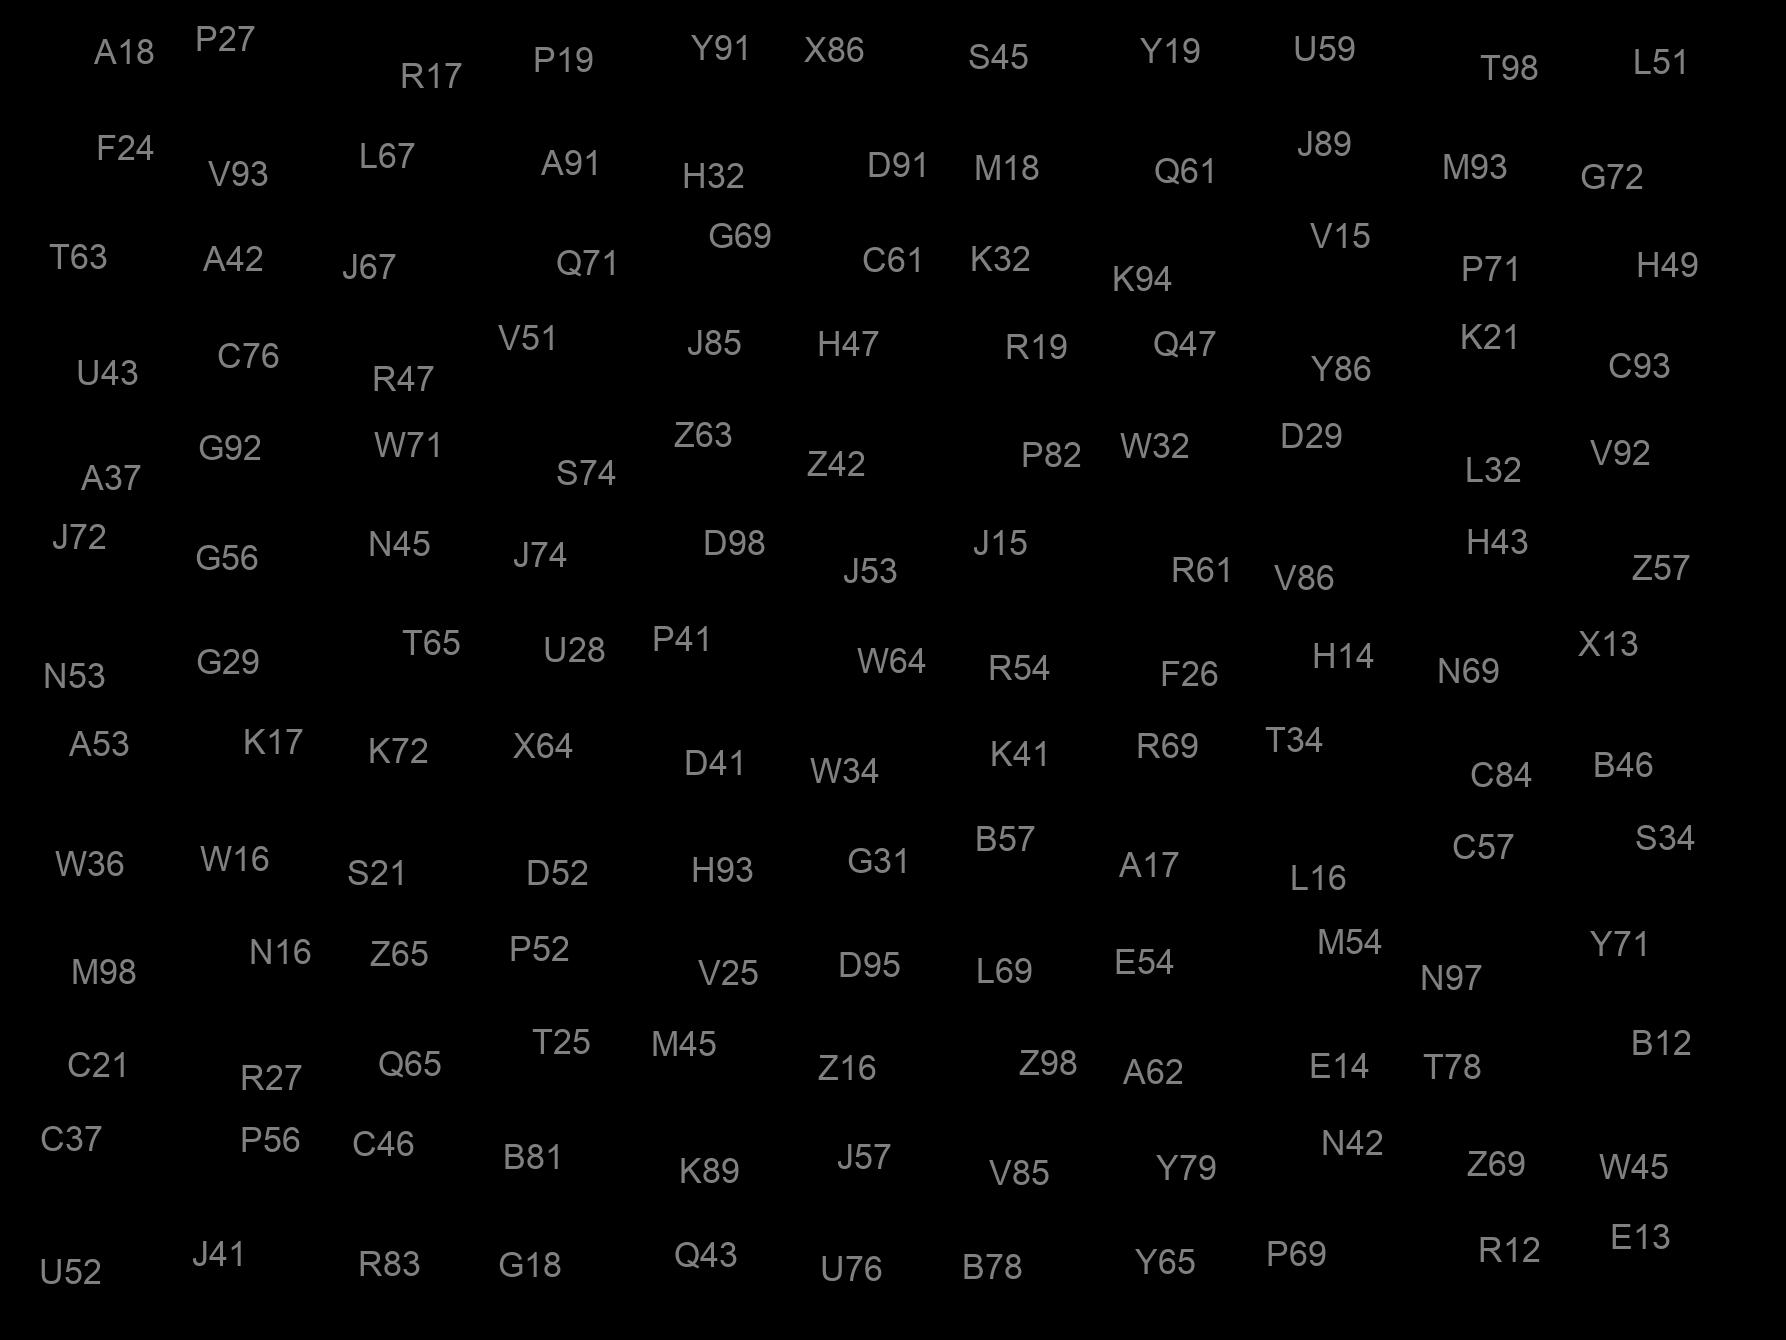 A18 P27 R17 P19 Y91 X86 S45 Y19 U59 T98 L51
F24 V93 L67 A91 H32 D91 M18 Q61 J89 M93 G72
T63 A42 J67 Q71 G69 C61 K32 K94 V15 P71 H49
U43 C76 R47 V51 J85 H47 R19 Q47 Y86 K21 C93
A37 G92 W71 S74 Z63 Z42 P82 W32 D29 L32 V92
J72 G56 N45 J74 D98 J53 J15 R61 V86 H43 Z57
N53 G29 T65 U28 P41 W64 R54 F26 H14 N69 X13
A53 K17 K72 X64 D41 W34 K41 R69 T34 C84 B46
W36 W16 S21 D52 H93 G31 B57 A17 L16 C57 S34
M98 N16 Z65 P52 V25 D95 L69 E54 M54 N97 Y71
C21 R27 Q65 T25 M45 Z16 Z98 A62 E14 T78 B12
C37 P56 C46 B81 K89 J57 V85 Y79 N42 Z69 W45
U52 J41 R83 G18 Q43 U76 B78 Y65 P69 R12 E13